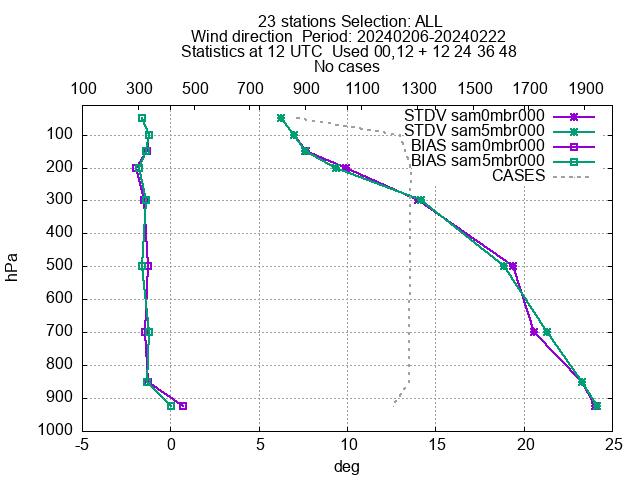 23 stations Selection: ALL
Wind direction  Period: 20240206-20240222
Statistics at 12 UTC  Used 00,12 + 12 24 36 48
No cases
100 300 500 700 900 1100 1300 1500 1700 1900
STDV sam0mbr000
STDV sam5mbr000
BIAS sam0mbr000
BIAS sam5mbr000
CASES
100
200
300
400
500
600
700
800
900
1000
hPa
-5 0 5 10 15 20 25
deg